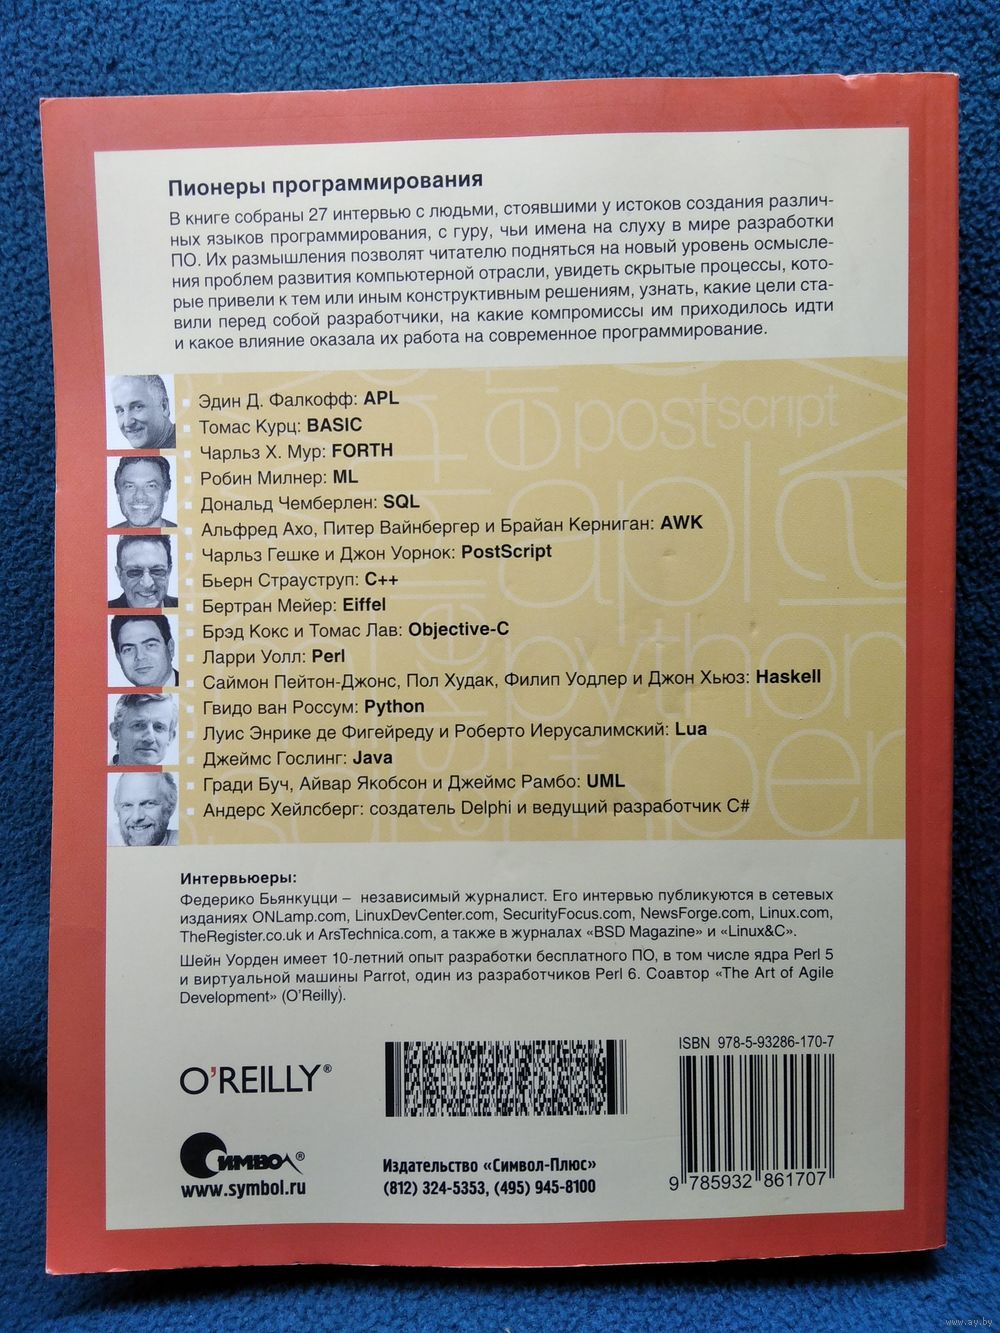 Пионеры программирования
В книге собраны 27 интервью с людьми, стоявшими у истоков создания различ-
ных языков программирования, с гуру, чьи имена на слуху в мире разработки
ПО. Их размышления позволят читателю подняться на новый уровень осмысле-
ния проблем развития компьютерной отрасли, увидеть скрытые процессы, кото-
рые привели к тем или иным конструктивным решениям, узнать, какие цели ста-
вили перед собой разработчики, на какие компромиссы им приходилось идти
и какое влияние оказала их работа на современное программирование.
Эдин Д. Фалкофф: APL
Томас Курц: BASIC
Чарльз Х. Мур: FORTH
Робин Милнер: ML
Дональд Чемберлен: SQL
Альфред Ахо, Питер Вайнбергер и Брайан Керниган: AWK
Чарльз Гешке и Джон Уорнок: PostScript
Бьерн Страуструп: C++
Бертран Мейер: Eiffel
Брэд Кокс и Томас Лав: Objective-C
Ларри Уолл: Perl
Саймон Пейтон-Джонс, Пол Худак, Филип Уодлер и Джон Хьюз: Haskell
Гвидо ван Россум: Python
Луис Энрике де Фигейреду и Роберто Иерусалимский: Lua
Джеймс Гослинг: Java
Гради Буч, Айвар Якобсон и Джеймс Рамбо: UML
Андерс Хейлсберг: создатель Delphi и ведущий разработчик C#
postscript
apl
python
per
Интервьюеры:
Федерико Бьянкуцци – независимый журналист. Его интервью публикуются в сетевых
изданиях ONLamp.com, LinuxDevCenter.com, SecurityFocus.com, NewsForge.com, Linux.com,
TheRegister.co.uk и ArsTechnica.com, а также в журналах «BSD Magazine» и «Linux&C».
Шейн Уорден имеет 10-летний опыт разработки бесплатного ПО, в том числе ядра Perl 5
и виртуальной машины Parrot, один из разработчиков Perl 6. Соавтор «The Art of Agile
Development» (O'Reilly).
O'REILLY®
ISBN 978-5-93286-170-7
9 785932 861707
Символ®
www.symbol.ru
Издательство «Символ-Плюс»
(812) 324-5353, (495) 945-8100
www.ay.by